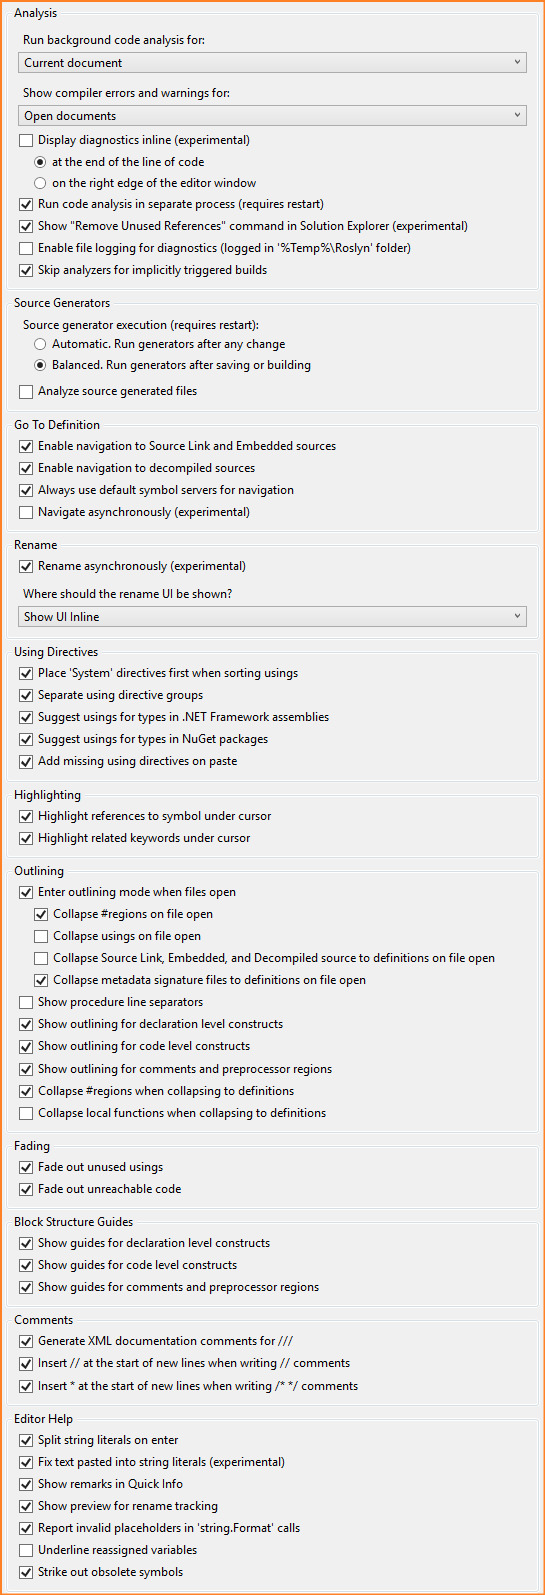 Analysis
Run background code analysis for:
Current document
Show compiler errors and warnings for:
Open documents
Display diagnostics inline (experimental)
at the end of the line of code
on the right edge of the editor window
Run code analysis in separate process (requires restart)
Show "Remove Unused References" command in Solution Explorer (experimental)
Enable file logging for diagnostics (logged in '%Temp%\Roslyn' folder)
Skip analyzers for implicitly triggered builds
Source Generators
Source generator execution (requires restart):
Automatic. Run generators after any change
Balanced. Run generators after saving or building
Analyze source generated files
Go To Definition
Enable navigation to Source Link and Embedded sources
Enable navigation to decompiled sources
Always use default symbol servers for navigation
Navigate asynchronously (experimental)
Rename
Rename asynchronously (experimental)
Where should the rename UI be shown?
Show UI Inline
Using Directives
Place 'System' directives first when sorting usings
Separate using directive groups
Suggest usings for types in .NET Framework assemblies
Suggest usings for types in NuGet packages
Add missing using directives on paste
Highlighting
Highlight references to symbol under cursor
Highlight related keywords under cursor
Outlining
Enter outlining mode when files open
Collapse #regions on file open
Collapse usings on file open
Collapse Source Link, Embedded, and Decompiled source to definitions on file open
Collapse metadata signature files to definitions on file open
Show procedure line separators
Show outlining for declaration level constructs
Show outlining for code level constructs
Show outlining for comments and preprocessor regions
Collapse #regions when collapsing to definitions
Collapse local functions when collapsing to definitions
Fading
Fade out unused usings
Fade out unreachable code
Block Structure Guides
Show guides for declaration level constructs
Show guides for code level constructs
Show guides for comments and preprocessor regions
Comments
Generate XML documentation comments for ///
Insert // at the start of new lines when writing // comments
Insert * at the start of new lines when writing /* */ comments
Editor Help
Split string literals on enter
Fix text pasted into string literals (experimental)
Show remarks in Quick Info
Show preview for rename tracking
Report invalid placeholders in 'string.Format' calls
Underline reassigned variables
Strike out obsolete symbols